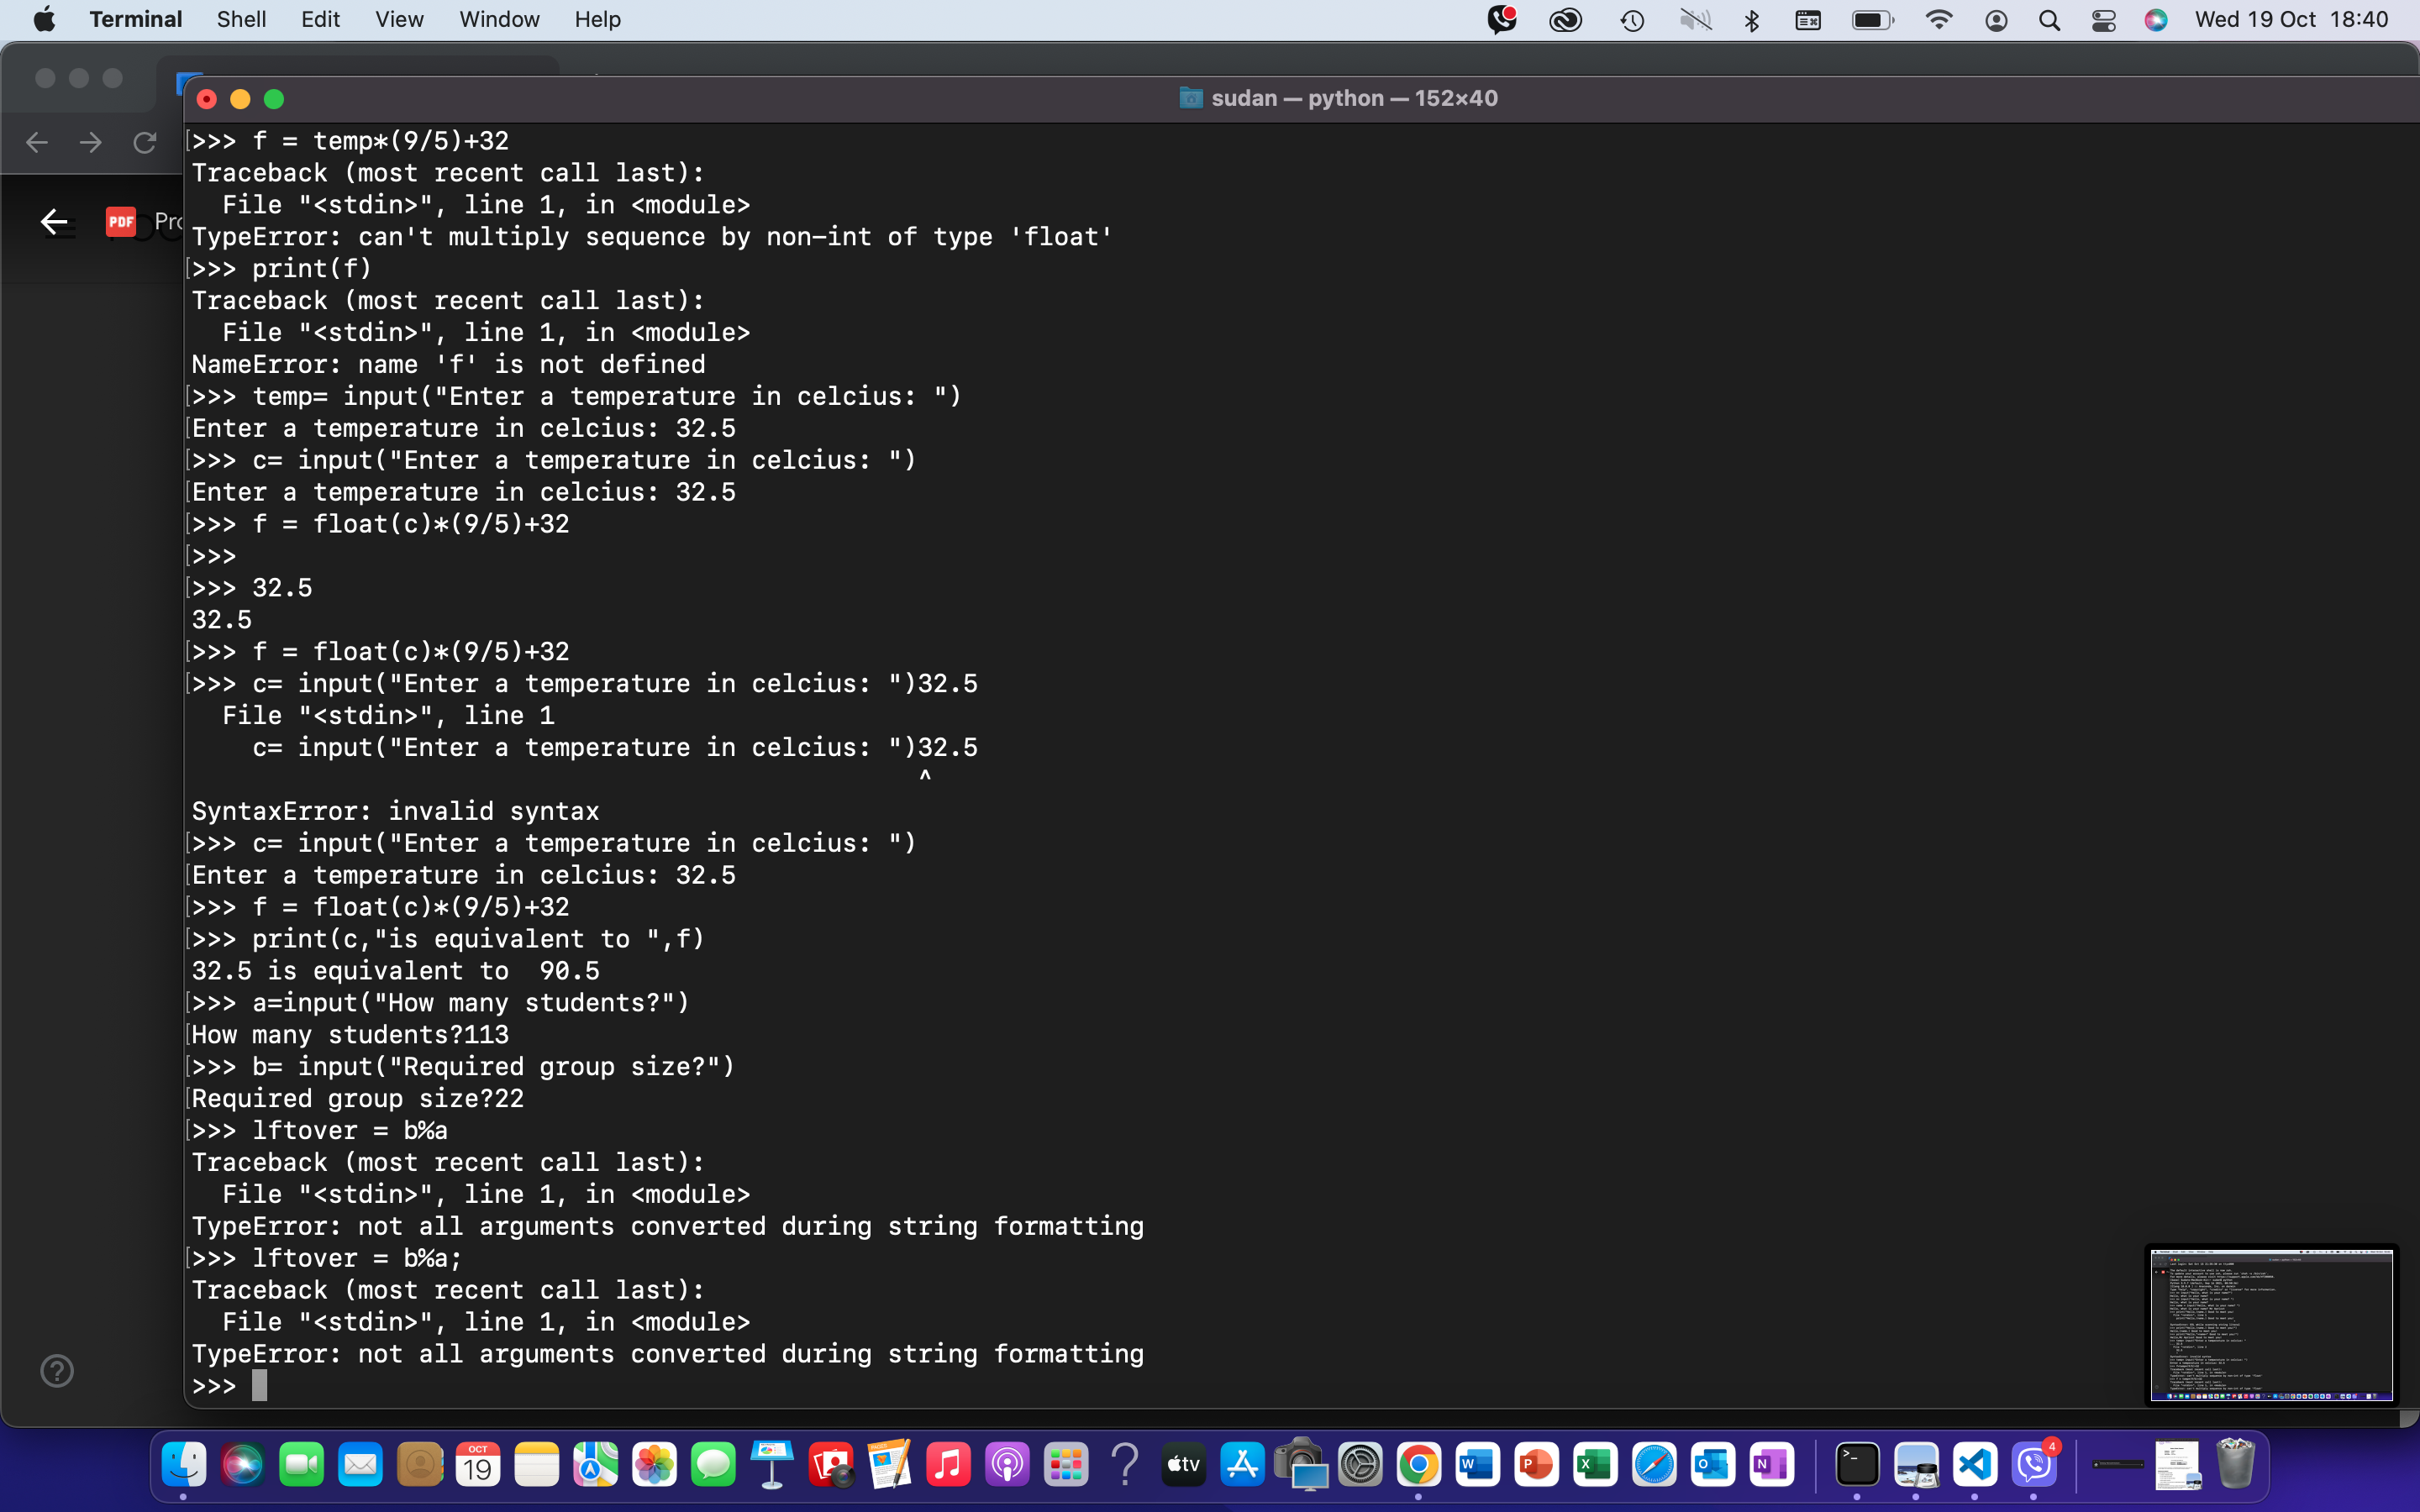 Terminal Shell Edit View Window Help Wed 19 Oct 18:40
sudan — python — 152×40
PDF Pro
>>> f = temp*(9/5)+32
Traceback (most recent call last):
  File "<stdin>", line 1, in <module>
TypeError: can't multiply sequence by non-int of type 'float'
>>> print(f)
Traceback (most recent call last):
  File "<stdin>", line 1, in <module>
NameError: name 'f' is not defined
>>> temp= input("Enter a temperature in celcius: ")
Enter a temperature in celcius: 32.5
>>> c= input("Enter a temperature in celcius: ")
Enter a temperature in celcius: 32.5
>>> f = float(c)*(9/5)+32
>>>
>>> 32.5
32.5
>>> f = float(c)*(9/5)+32
>>> c= input("Enter a temperature in celcius: ")32.5
  File "<stdin>", line 1
    c= input("Enter a temperature in celcius: ")32.5
                                                ^
SyntaxError: invalid syntax
>>> c= input("Enter a temperature in celcius: ")
Enter a temperature in celcius: 32.5
>>> f = float(c)*(9/5)+32
>>> print(c,"is equivalent to ",f)
32.5 is equivalent to  90.5
>>> a=input("How many students?")
How many students?113
>>> b= input("Required group size?")
Required group size?22
>>> lftover = b%a
Traceback (most recent call last):
  File "<stdin>", line 1, in <module>
TypeError: not all arguments converted during string formatting
>>> lftover = b%a;
Traceback (most recent call last):
  File "<stdin>", line 1, in <module>
TypeError: not all arguments converted during string formatting
>>>
OCT
19
PAGES
tv
W
P
X
O
N
>_
4